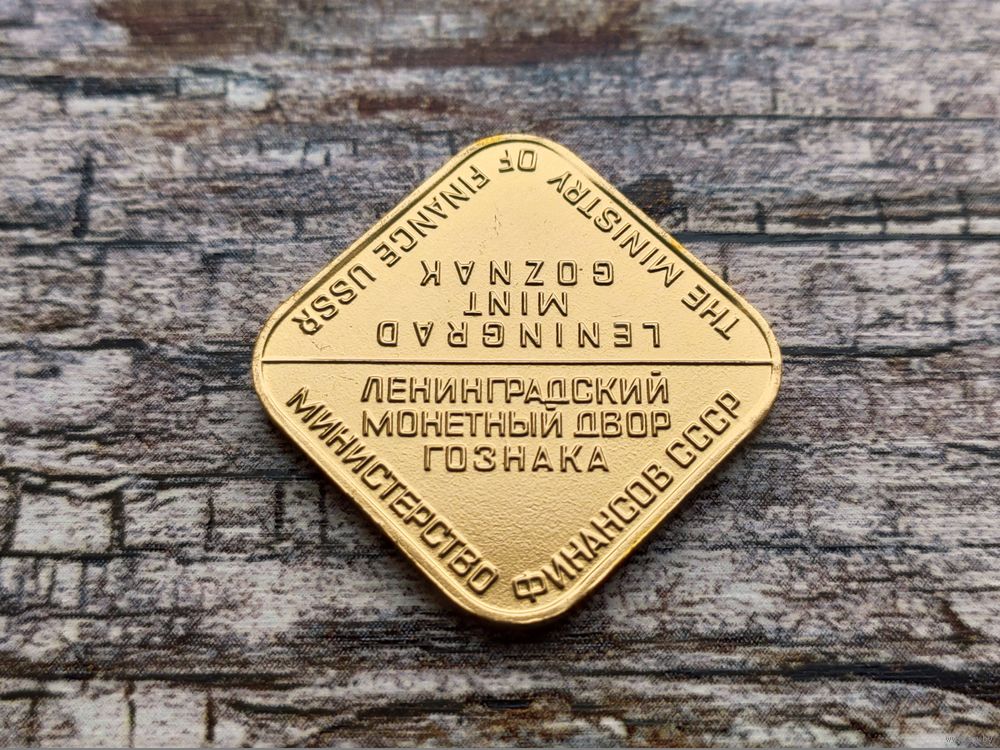 ЛЕНИНГРАДСКИЙ
МОНЕТНЫЙ ДВОР
ГОЗНАКА
МИНИСТЕРСТВО ФИНАНСОВ СССР
LENINGRAD
MINT
GOZNAK
THE MINISTRY OF FINANCE USSR